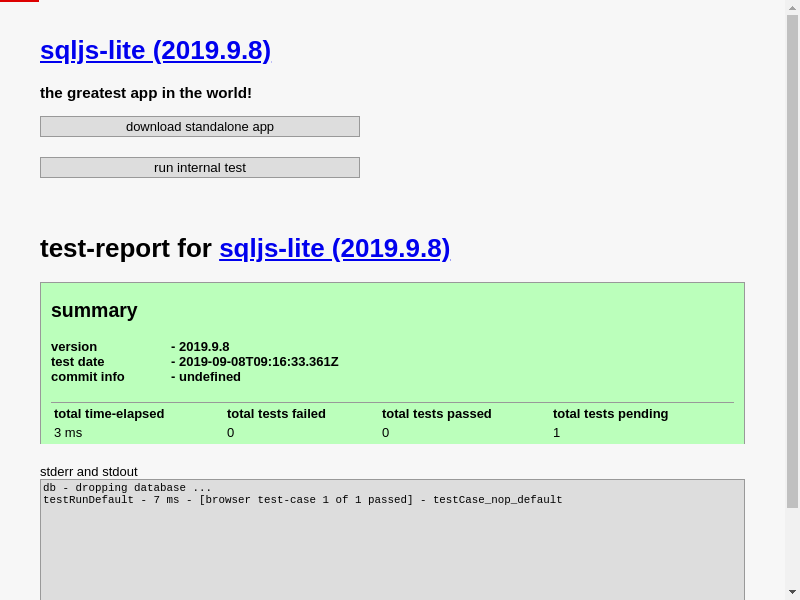 sqljs-lite (2019.9.8)
the greatest app in the world!
download standalone app
run internal test
test-report for sqljs-lite (2019.9.8)
summary
version - 2019.9.8
test date - 2019-09-08T09:16:33.361Z
commit info - undefined
total time-elapsed total tests failed total tests passed total tests pending
3 ms 0 0 1
stderr and stdout
db - dropping database ...
testRunDefault - 7 ms - [browser test-case 1 of 1 passed] - testCase_nop_default